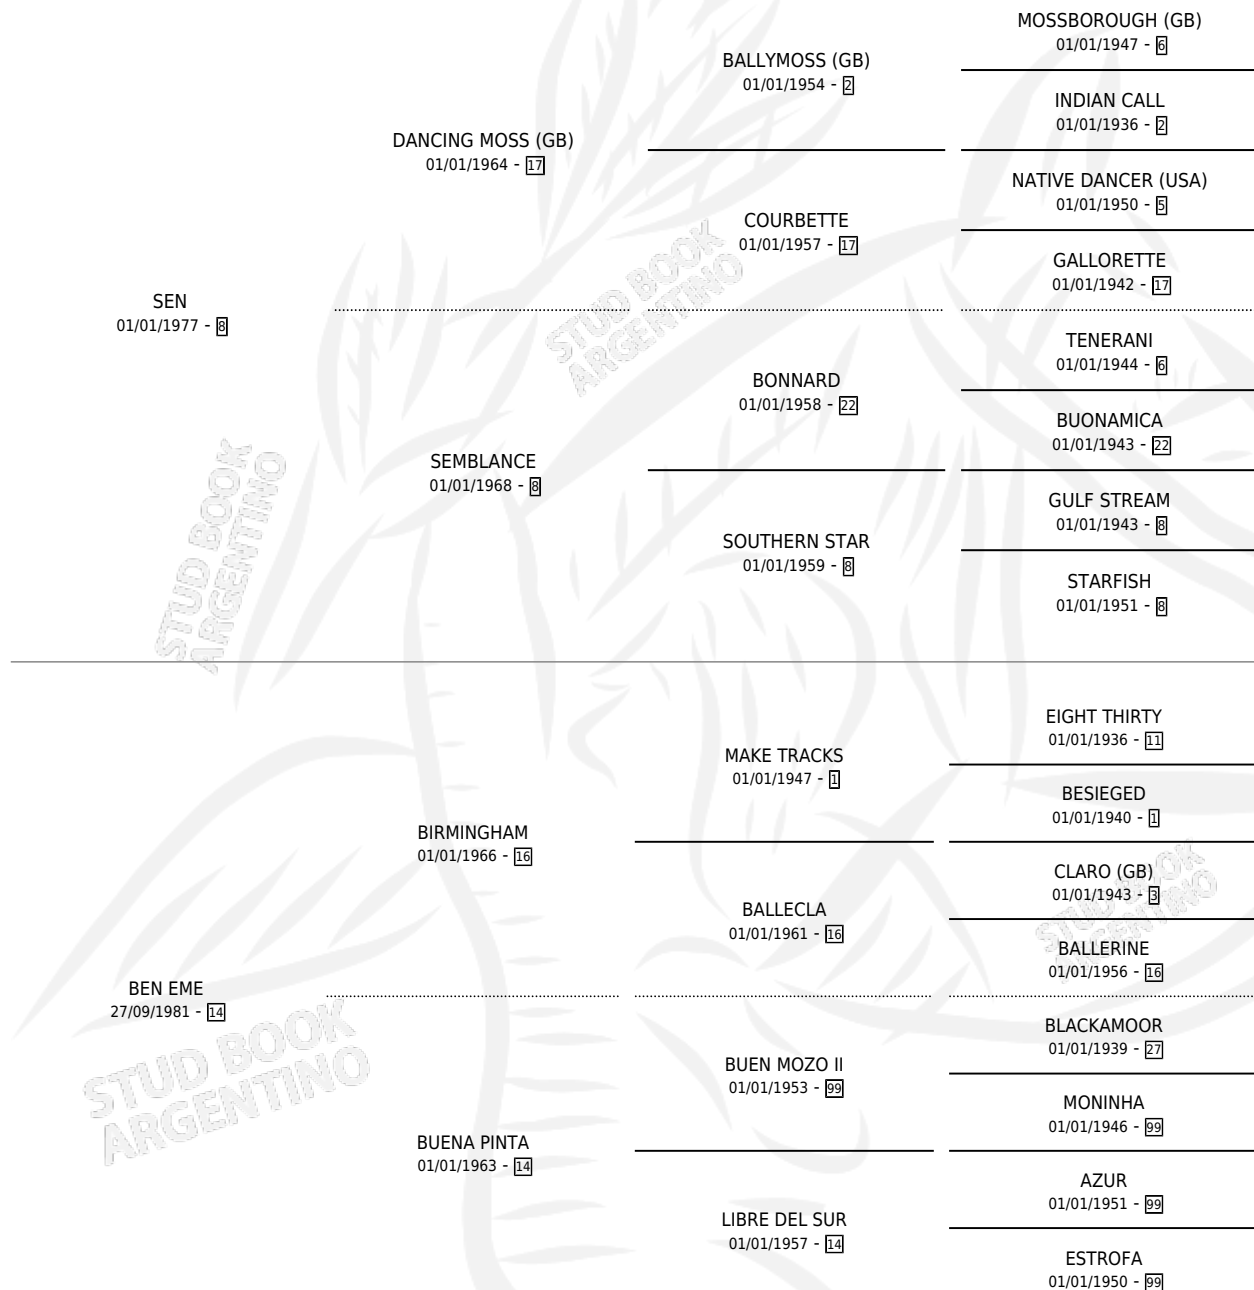 MOSSBOROUGH (GB)
01/01/1947 - 6
BALLYMOSS (GB)
01/01/1954 - 2
INDIAN CALL
01/01/1936 - 2
DANCING MOSS (GB)
01/01/1964 - 17
NATIVE DANCER (USA)
01/01/1950 - 5
COURBETTE
01/01/1957 - 17
GALLORETTE
01/01/1942 - 17
SEN
01/01/1977 - 8
TENERANI
01/01/1944 - 6
BONNARD
01/01/1958 - 22
BUONAMICA
01/01/1943 - 22
SEMBLANCE
01/01/1968 - 8
GULF STREAM
01/01/1943 - 8
SOUTHERN STAR
01/01/1959 - 8
STARFISH
01/01/1951 - 8
STUD BOOK
ARGENTINO
STUD BOOK
ARGENTINO
EIGHT THIRTY
01/01/1936 - 11
MAKE TRACKS
01/01/1947 - 1
BESIEGED
01/01/1940 - 1
BIRMINGHAM
01/01/1966 - 16
CLARO (GB)
01/01/1943 - 3
BALLECLA
01/01/1961 - 16
BALLERINE
01/01/1956 - 16
STUD BOOK
ARGENTINO
BEN EME
27/09/1981 - 14
BLACKAMOOR
01/01/1939 - 27
BUEN MOZO II
01/01/1953 - 99
MONINHA
01/01/1946 - 99
BUENA PINTA
01/01/1963 - 14
AZUR
01/01/1951 - 99
LIBRE DEL SUR
01/01/1957 - 14
ESTROFA
01/01/1950 - 99
STUD BOOK
ARGENTINO